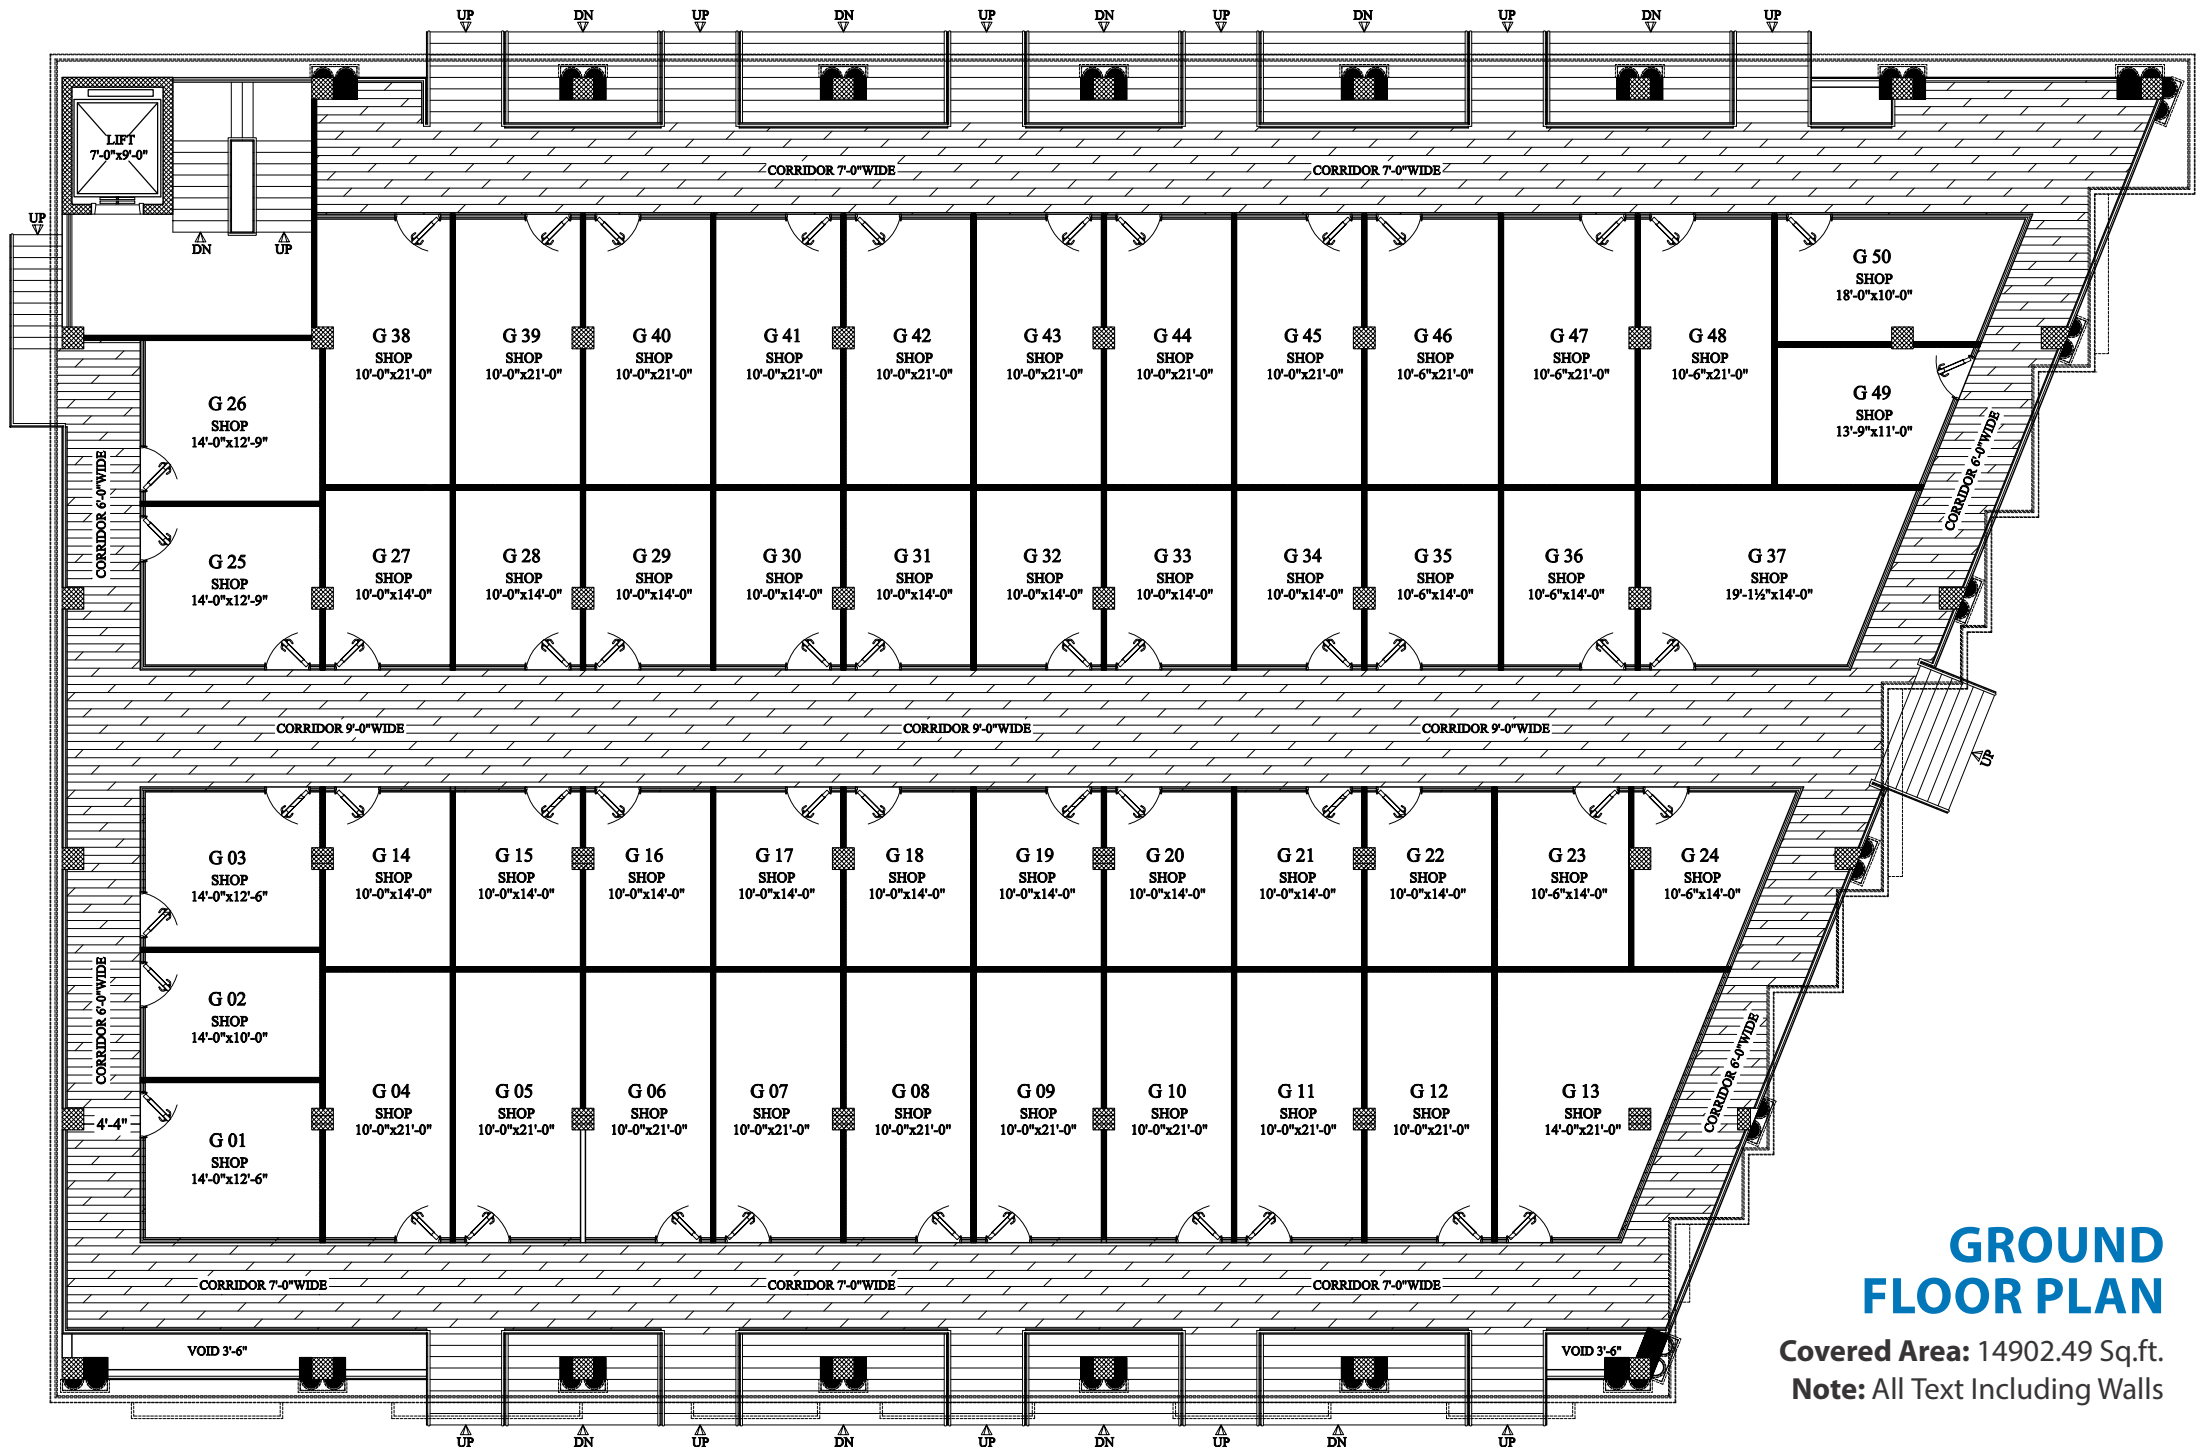 UP DN UP DN UP DN UP DN UP DN UP
LIFT
7'-0"x9'-0"
CORRIDOR 7'-0"WIDE
CORRIDOR 7'-0"WIDE
UP
DN
UP
G 38
SHOP
10'-0"x21'-0"
G 39
SHOP
10'-0"x21'-0"
G 40
SHOP
10'-0"x21'-0"
G 41
SHOP
10'-0"x21'-0"
G 42
SHOP
10'-0"x21'-0"
G 43
SHOP
10'-0"x21'-0"
G 44
SHOP
10'-0"x21'-0"
G 45
SHOP
10'-0"x21'-0"
G 46
SHOP
10'-6"x21'-0"
G 47
SHOP
10'-6"x21'-0"
G 48
SHOP
10'-6"x21'-0"
G 50
SHOP
18'-0"x10'-0"
G 49
SHOP
13'-9"x11'-0"
CORRIDOR 6'-0"WIDE
G 26
SHOP
14'-0"x12'-9"
CORRIDOR 6'-0"WIDE
G 25
SHOP
14'-0"x12'-9"
G 27
SHOP
10'-0"x14'-0"
G 28
SHOP
10'-0"x14'-0"
G 29
SHOP
10'-0"x14'-0"
G 30
SHOP
10'-0"x14'-0"
G 31
SHOP
10'-0"x14'-0"
G 32
SHOP
10'-0"x14'-0"
G 33
SHOP
10'-0"x14'-0"
G 34
SHOP
10'-0"x14'-0"
G 35
SHOP
10'-6"x14'-0"
G 36
SHOP
10'-6"x14'-0"
G 37
SHOP
19'-1½"x14'-0"
CORRIDOR 9'-0"WIDE
CORRIDOR 9'-0"WIDE
CORRIDOR 9'-0"WIDE
UP
G 03
SHOP
14'-0"x12'-6"
G 14
SHOP
10'-0"x14'-0"
G 15
SHOP
10'-0"x14'-0"
G 16
SHOP
10'-0"x14'-0"
G 17
SHOP
10'-0"x14'-0"
G 18
SHOP
10'-0"x14'-0"
G 19
SHOP
10'-0"x14'-0"
G 20
SHOP
10'-0"x14'-0"
G 21
SHOP
10'-0"x14'-0"
G 22
SHOP
10'-0"x14'-0"
G 23
SHOP
10'-6"x14'-0"
G 24
SHOP
10'-6"x14'-0"
CORRIDOR 6'-0"WIDE
G 02
SHOP
14'-0"x10'-0"
4'-4"
G 01
SHOP
14'-0"x12'-6"
G 04
SHOP
10'-0"x21'-0"
G 05
SHOP
10'-0"x21'-0"
G 06
SHOP
10'-0"x21'-0"
G 07
SHOP
10'-0"x21'-0"
G 08
SHOP
10'-0"x21'-0"
G 09
SHOP
10'-0"x21'-0"
G 10
SHOP
10'-0"x21'-0"
G 11
SHOP
10'-0"x21'-0"
G 12
SHOP
10'-0"x21'-0"
G 13
SHOP
14'-0"x21'-0"
CORRIDOR 6'-0"WIDE
CORRIDOR 7'-0"WIDE
CORRIDOR 7'-0"WIDE
CORRIDOR 7'-0"WIDE
VOID 3'-6"
VOID 3'-6"
UP DN UP DN UP DN UP DN UP
GROUND
FLOOR PLAN
Covered Area: 14902.49 Sq.ft.
Note: All Text Including Walls